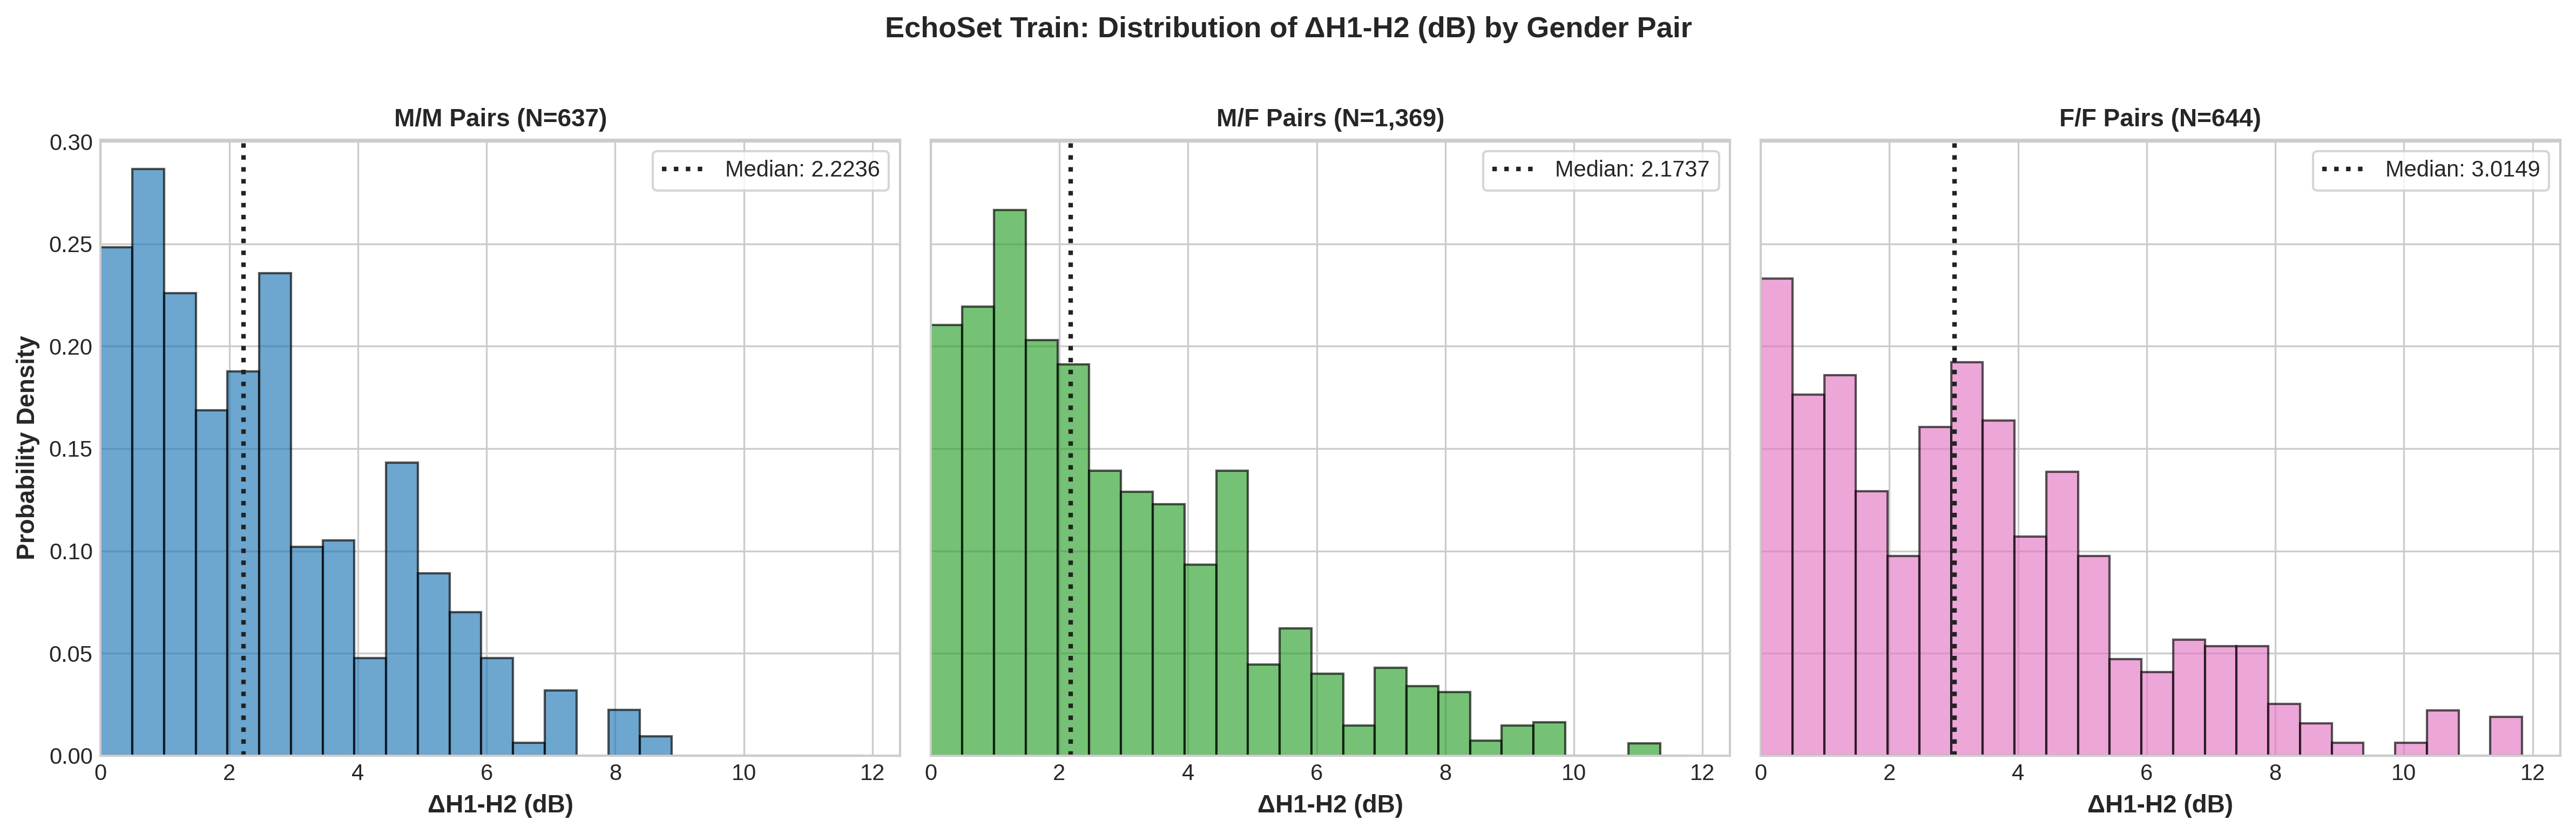 EchoSet Train: Distribution of ΔH1-H2 (dB) by Gender Pair
M/M Pairs (N=637)
Median: 2.2236
Probability Density
0.30
0.25
0.20
0.15
0.10
0.05
0.00
0 2 4 6 8 10 12
ΔH1-H2 (dB)
M/F Pairs (N=1,369)
Median: 2.1737
0 2 4 6 8 10 12
ΔH1-H2 (dB)
F/F Pairs (N=644)
Median: 3.0149
0 2 4 6 8 10 12
ΔH1-H2 (dB)